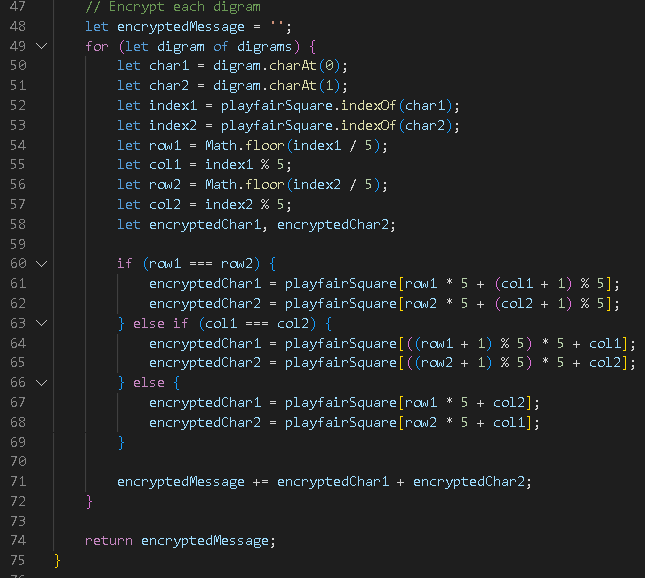 47 // Encrypt each digram
48 let encryptedMessage = '';
49 for (let digram of digrams) {
50 let char1 = digram.charAt(0);
51 let char2 = digram.charAt(1);
52 let index1 = playfairSquare.indexOf(char1);
53 let index2 = playfairSquare.indexOf(char2);
54 let row1 = Math.floor(index1 / 5);
55 let col1 = index1 % 5;
56 let row2 = Math.floor(index2 / 5);
57 let col2 = index2 % 5;
58 let encryptedChar1, encryptedChar2;
59
60 if (row1 === row2) {
61 encryptedChar1 = playfairSquare[row1 * 5 + (col1 + 1) % 5];
62 encryptedChar2 = playfairSquare[row2 * 5 + (col2 + 1) % 5];
63 } else if (col1 === col2) {
64 encryptedChar1 = playfairSquare[((row1 + 1) % 5) * 5 + col1];
65 encryptedChar2 = playfairSquare[((row2 + 1) % 5) * 5 + col2];
66 } else {
67 encryptedChar1 = playfairSquare[row1 * 5 + col2];
68 encryptedChar2 = playfairSquare[row2 * 5 + col1];
69 }
70
71 encryptedMessage += encryptedChar1 + encryptedChar2;
72 }
73
74 return encryptedMessage;
75 }